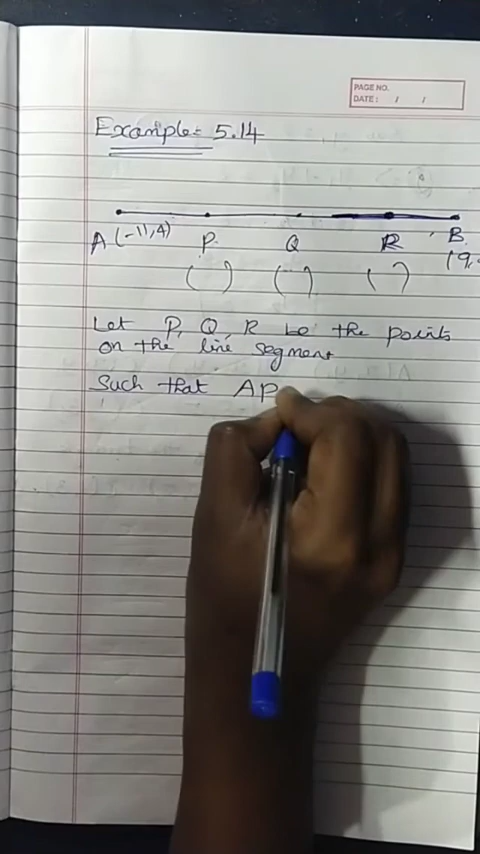 PAGE NO.
DATE : / /
Example: 5.14
A (-11,4) P Q R B
( ) ( ) ( ) (9,
Let P, Q, R be the points
on the line segment
Such that AP